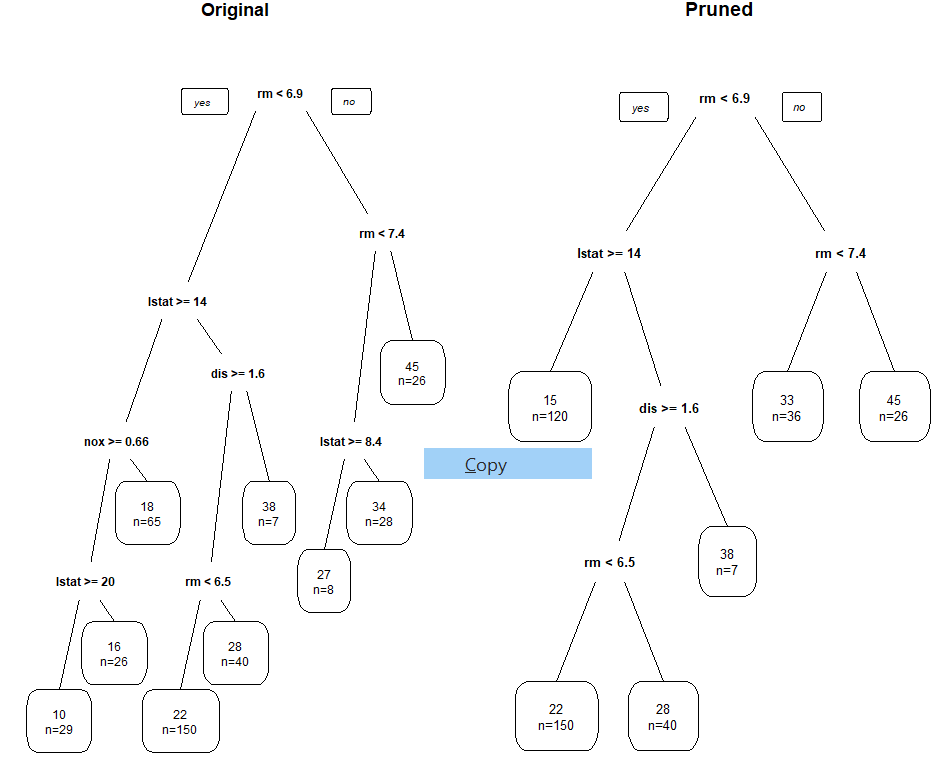 Original
yes
rm < 6.9
no
rm < 7.4
lstat >= 14
dis >= 1.6
45
n=26
nox >= 0.66
lstat >= 8.4
18
n=65
38
n=7
34
n=28
lstat >= 20
rm < 6.5
27
n=8
16
n=26
28
n=40
10
n=29
22
n=150
Copy
Pruned
yes
rm < 6.9
no
lstat >= 14
rm < 7.4
15
n=120
dis >= 1.6
33
n=36
45
n=26
rm < 6.5
38
n=7
22
n=150
28
n=40